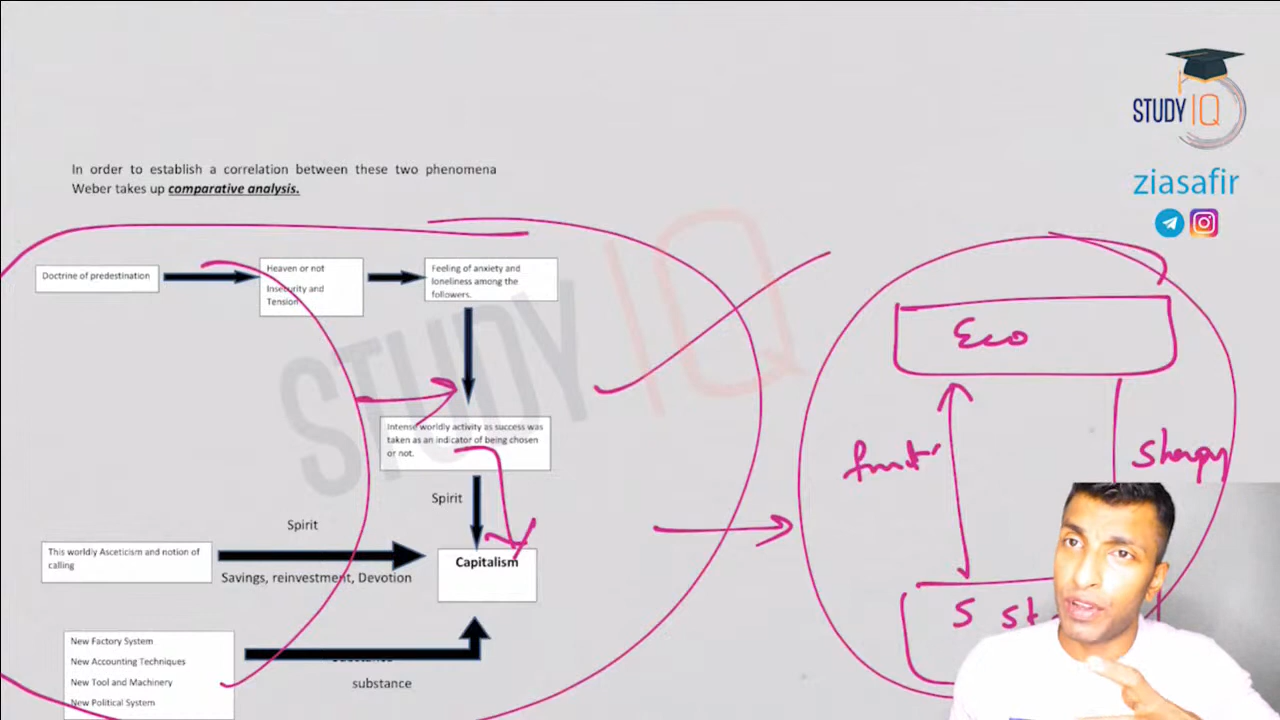 STUDY IQ
ziasafir
In order to establish a correlation between these two phenomena
Weber takes up comparative analysis.
Doctrine of predestination
Heaven or not
Insecurity and
Tension
Feeling of anxiety and
loneliness among the
followers.
STUDY IQ
Eco
Intense worldly activity as success was
taken as an indicator of being chosen
or not.
Spirit
Spirit
This worldly Asceticism and notion of
calling
Savings, reinvestment, Devotion
Capitalism
S St
New Factory System
New Accounting Techniques
New Tool and Machinery
New Political System
substance
substance